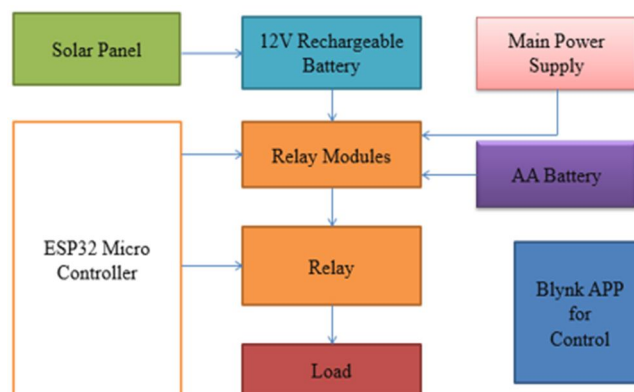 Solar Panel
12V Rechargeable
Battery
Main Power
Supply
Relay Modules
AA Battery
ESP32 Micro
Controller
Relay
Blynk APP
for
Control
Load